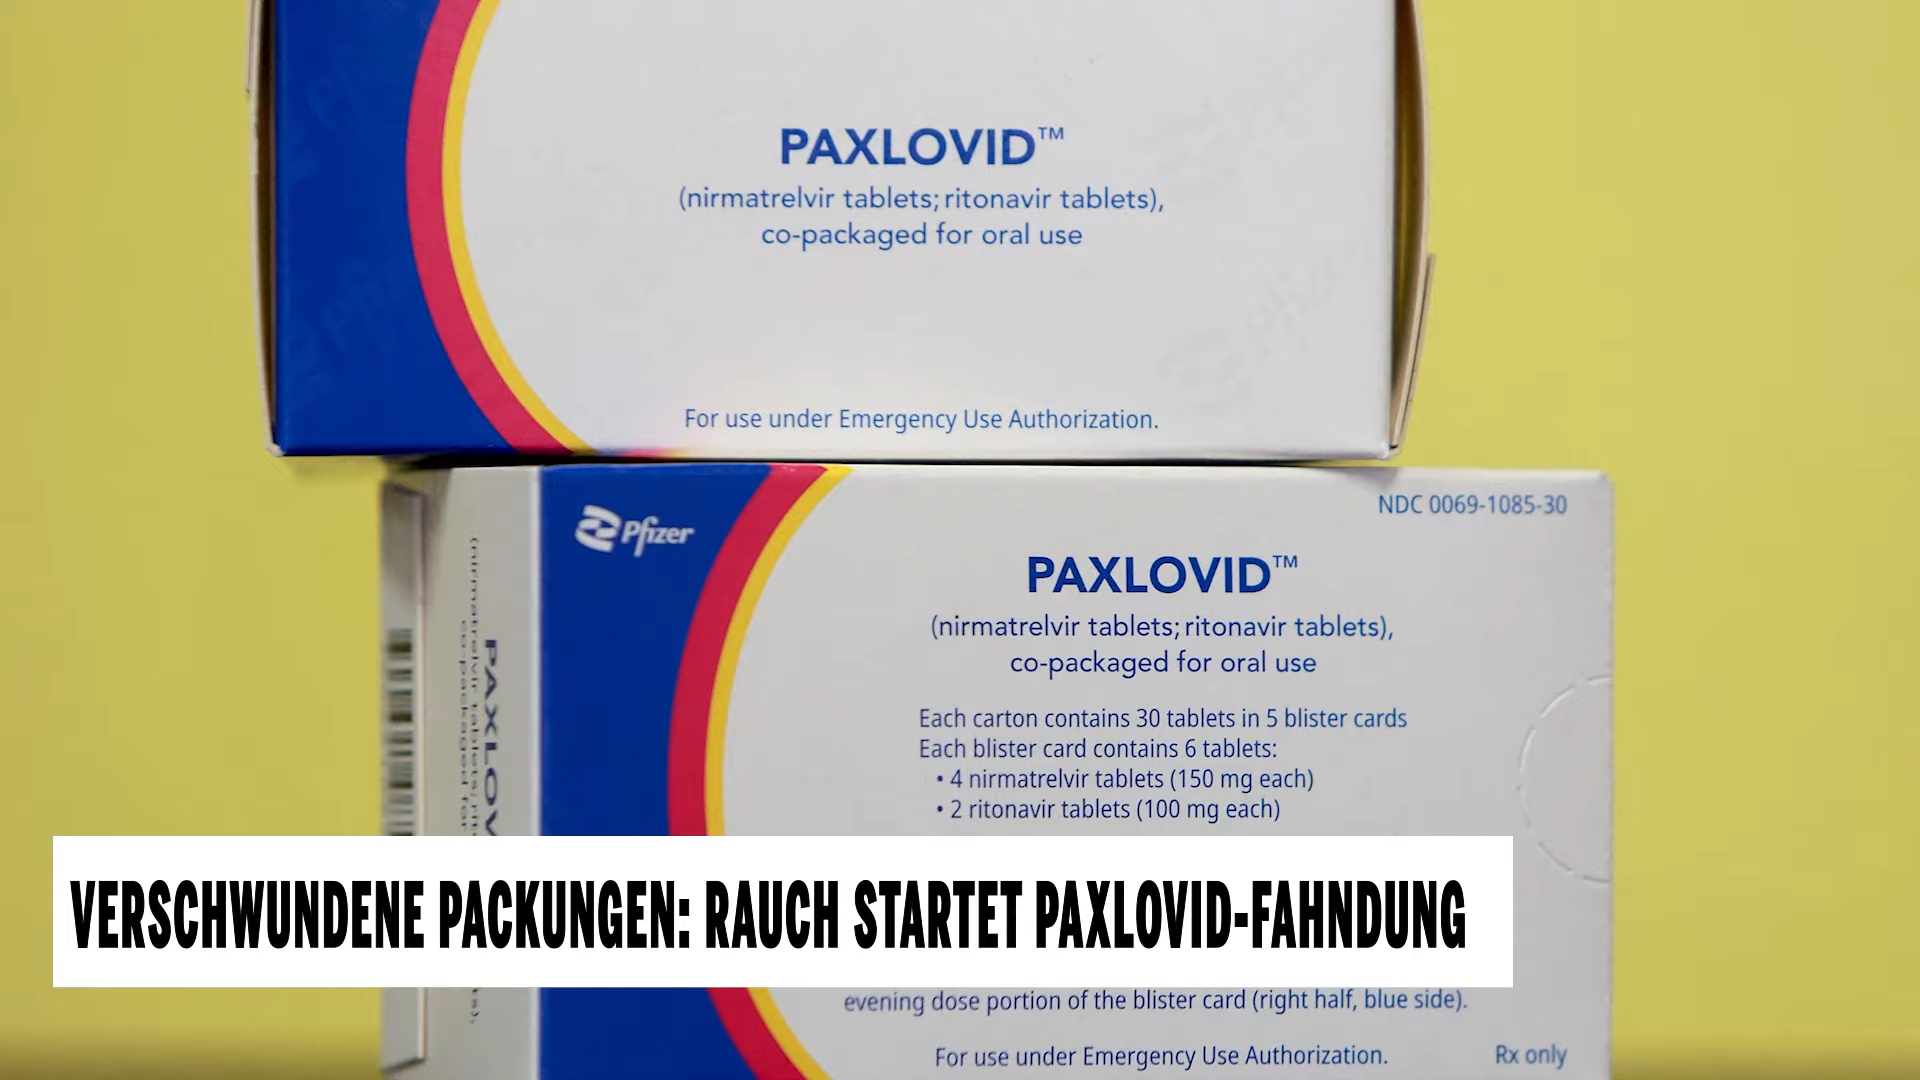 PAXLOVID™
(nirmatrelvir tablets; ritonavir tablets),
co-packaged for oral use
For use under Emergency Use Authorization.
Pfizer
NDC 0069-1085-30
PAXLOVID™
(nirmatrelvir tablets; ritonavir tablets),
co-packaged for oral use
Each carton contains 30 tablets in 5 blister cards
Each blister card contains 6 tablets:
• 4 nirmatrelvir tablets (150 mg each)
• 2 ritonavir tablets (100 mg each)
VERSCHWUNDENE PACKUNGEN: RAUCH STARTET PAXLOVID-FAHNDUNG
evening dose portion of the blister card (right half, blue side).
For use under Emergency Use Authorization.
Rx only